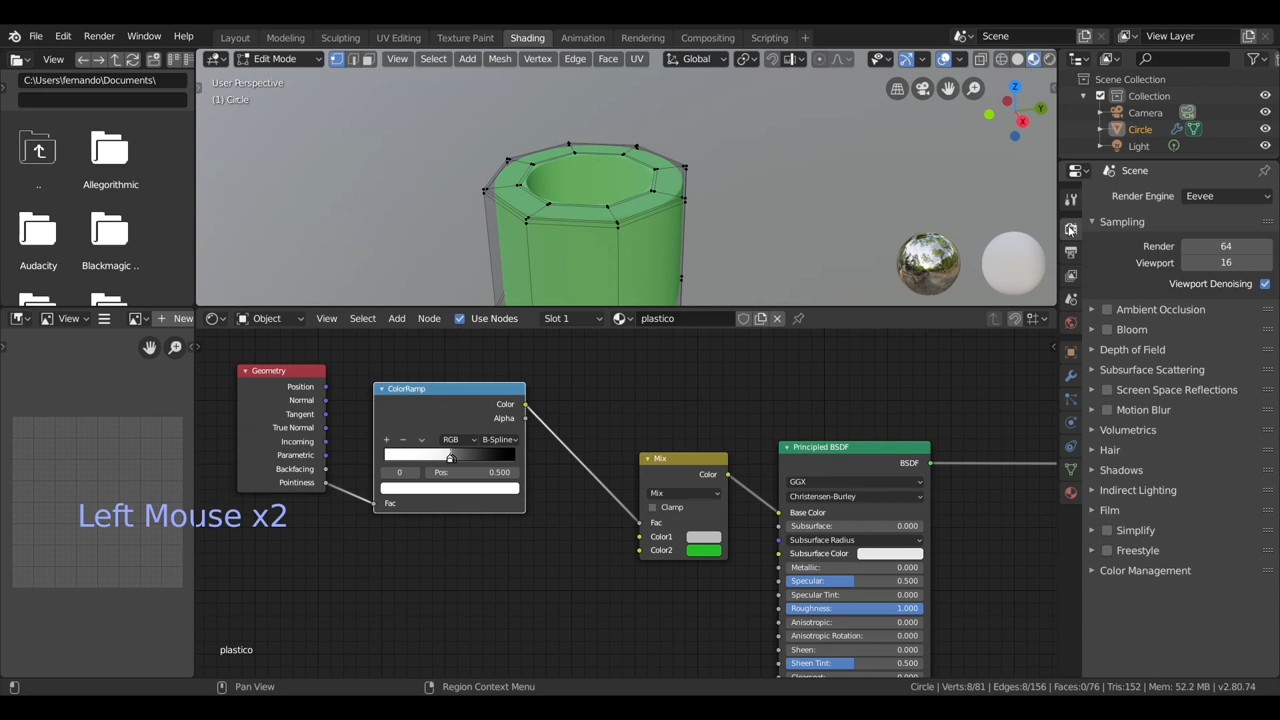 File Edit Render Window Help Layout Modeling Sculpting UV Editing Texture Paint Shading Animation Rendering Compositing Scripting + Scene View Layer
View Edit Mode View Select Add Mesh Vertex Edge Face UV Global
C:\Users\fernando\Documents\
User Perspective
(1) Circle
Z
Y
X
..
Allegorithmic
Audacity
Blackmagic ..
Scene Collection
Collection
Camera
Circle
Light
Scene
Render Engine Eevee
Sampling
Render 64
Viewport 16
Viewport Denoising
Ambient Occlusion
Bloom
Depth of Field
Subsurface Scattering
Screen Space Reflections
Motion Blur
Volumetrics
Hair
Shadows
Indirect Lighting
Film
Simplify
Freestyle
Color Management
View + New
Object View Select Add Node Use Nodes Slot 1 plastico
Geometry
Position
Normal
Tangent
True Normal
Incoming
Parametric
Backfacing
Pointiness
ColorRamp
Color
Alpha
+ − RGB B-Spline
0 Pos: 0.500
Fac
Mix
Color
Mix
Clamp
Fac
Color1
Color2
Principled BSDF
BSDF
GGX
Christensen-Burley
Base Color
Subsurface: 0.000
Subsurface Radius
Subsurface Color
Metallic: 0.000
Specular: 0.500
Specular Tint: 0.000
Roughness: 1.000
Anisotropic: 0.000
Anisotropic Rotation: 0.000
Sheen: 0.000
Sheen Tint: 0.500
Left Mouse x2
plastico
Pan View
Region Context Menu
Circle | Verts:8/81 | Edges:8/156 | Faces:0/76 | Tris:152 | Mem: 52.2 MB | v2.80.74